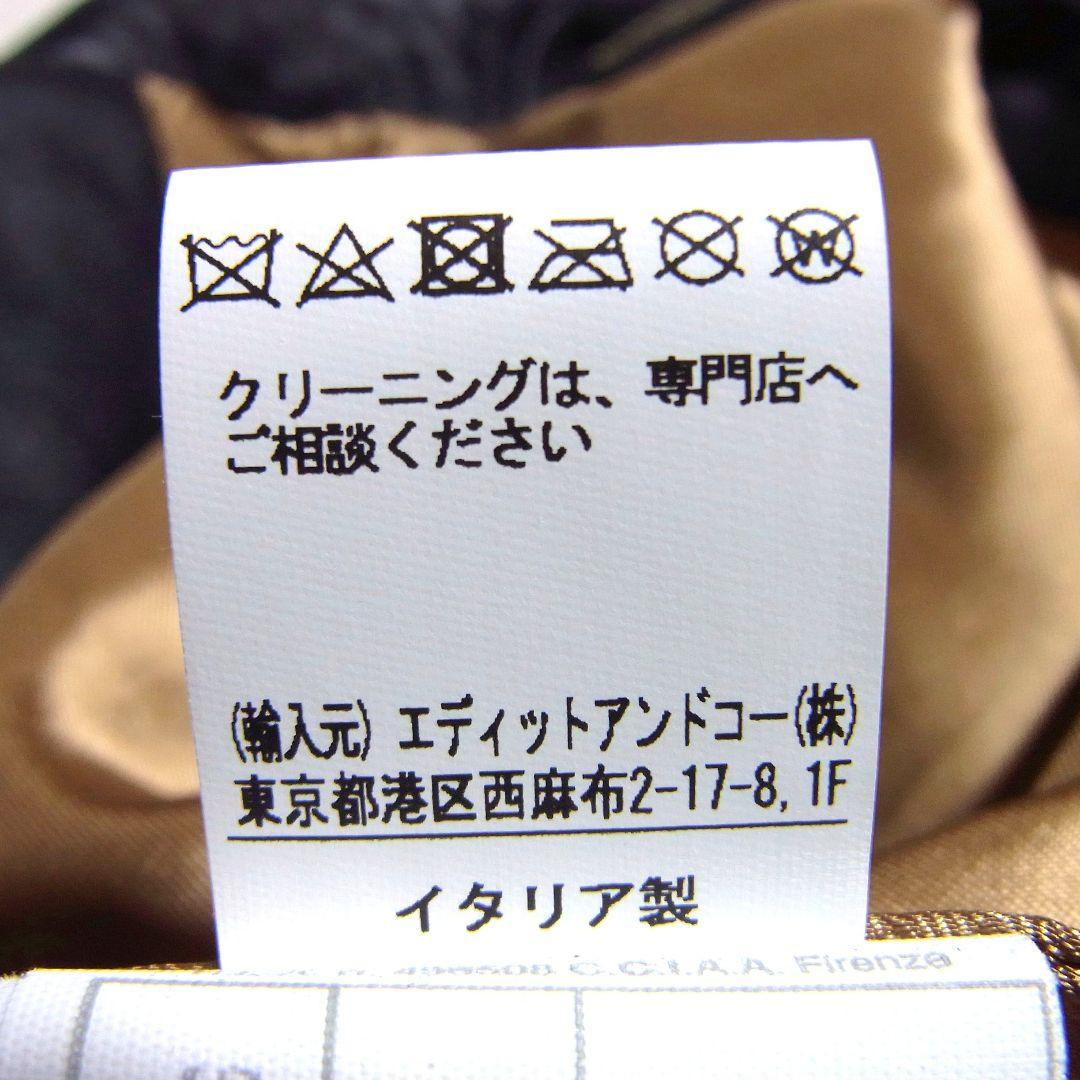 W
クリーニングは、専門店へ
ご相談ください
(輸入元) エディットアンドコー(株)
東京都港区西麻布2-17-8, 1F
イタリア製
C.C.I.A.A. Firenze